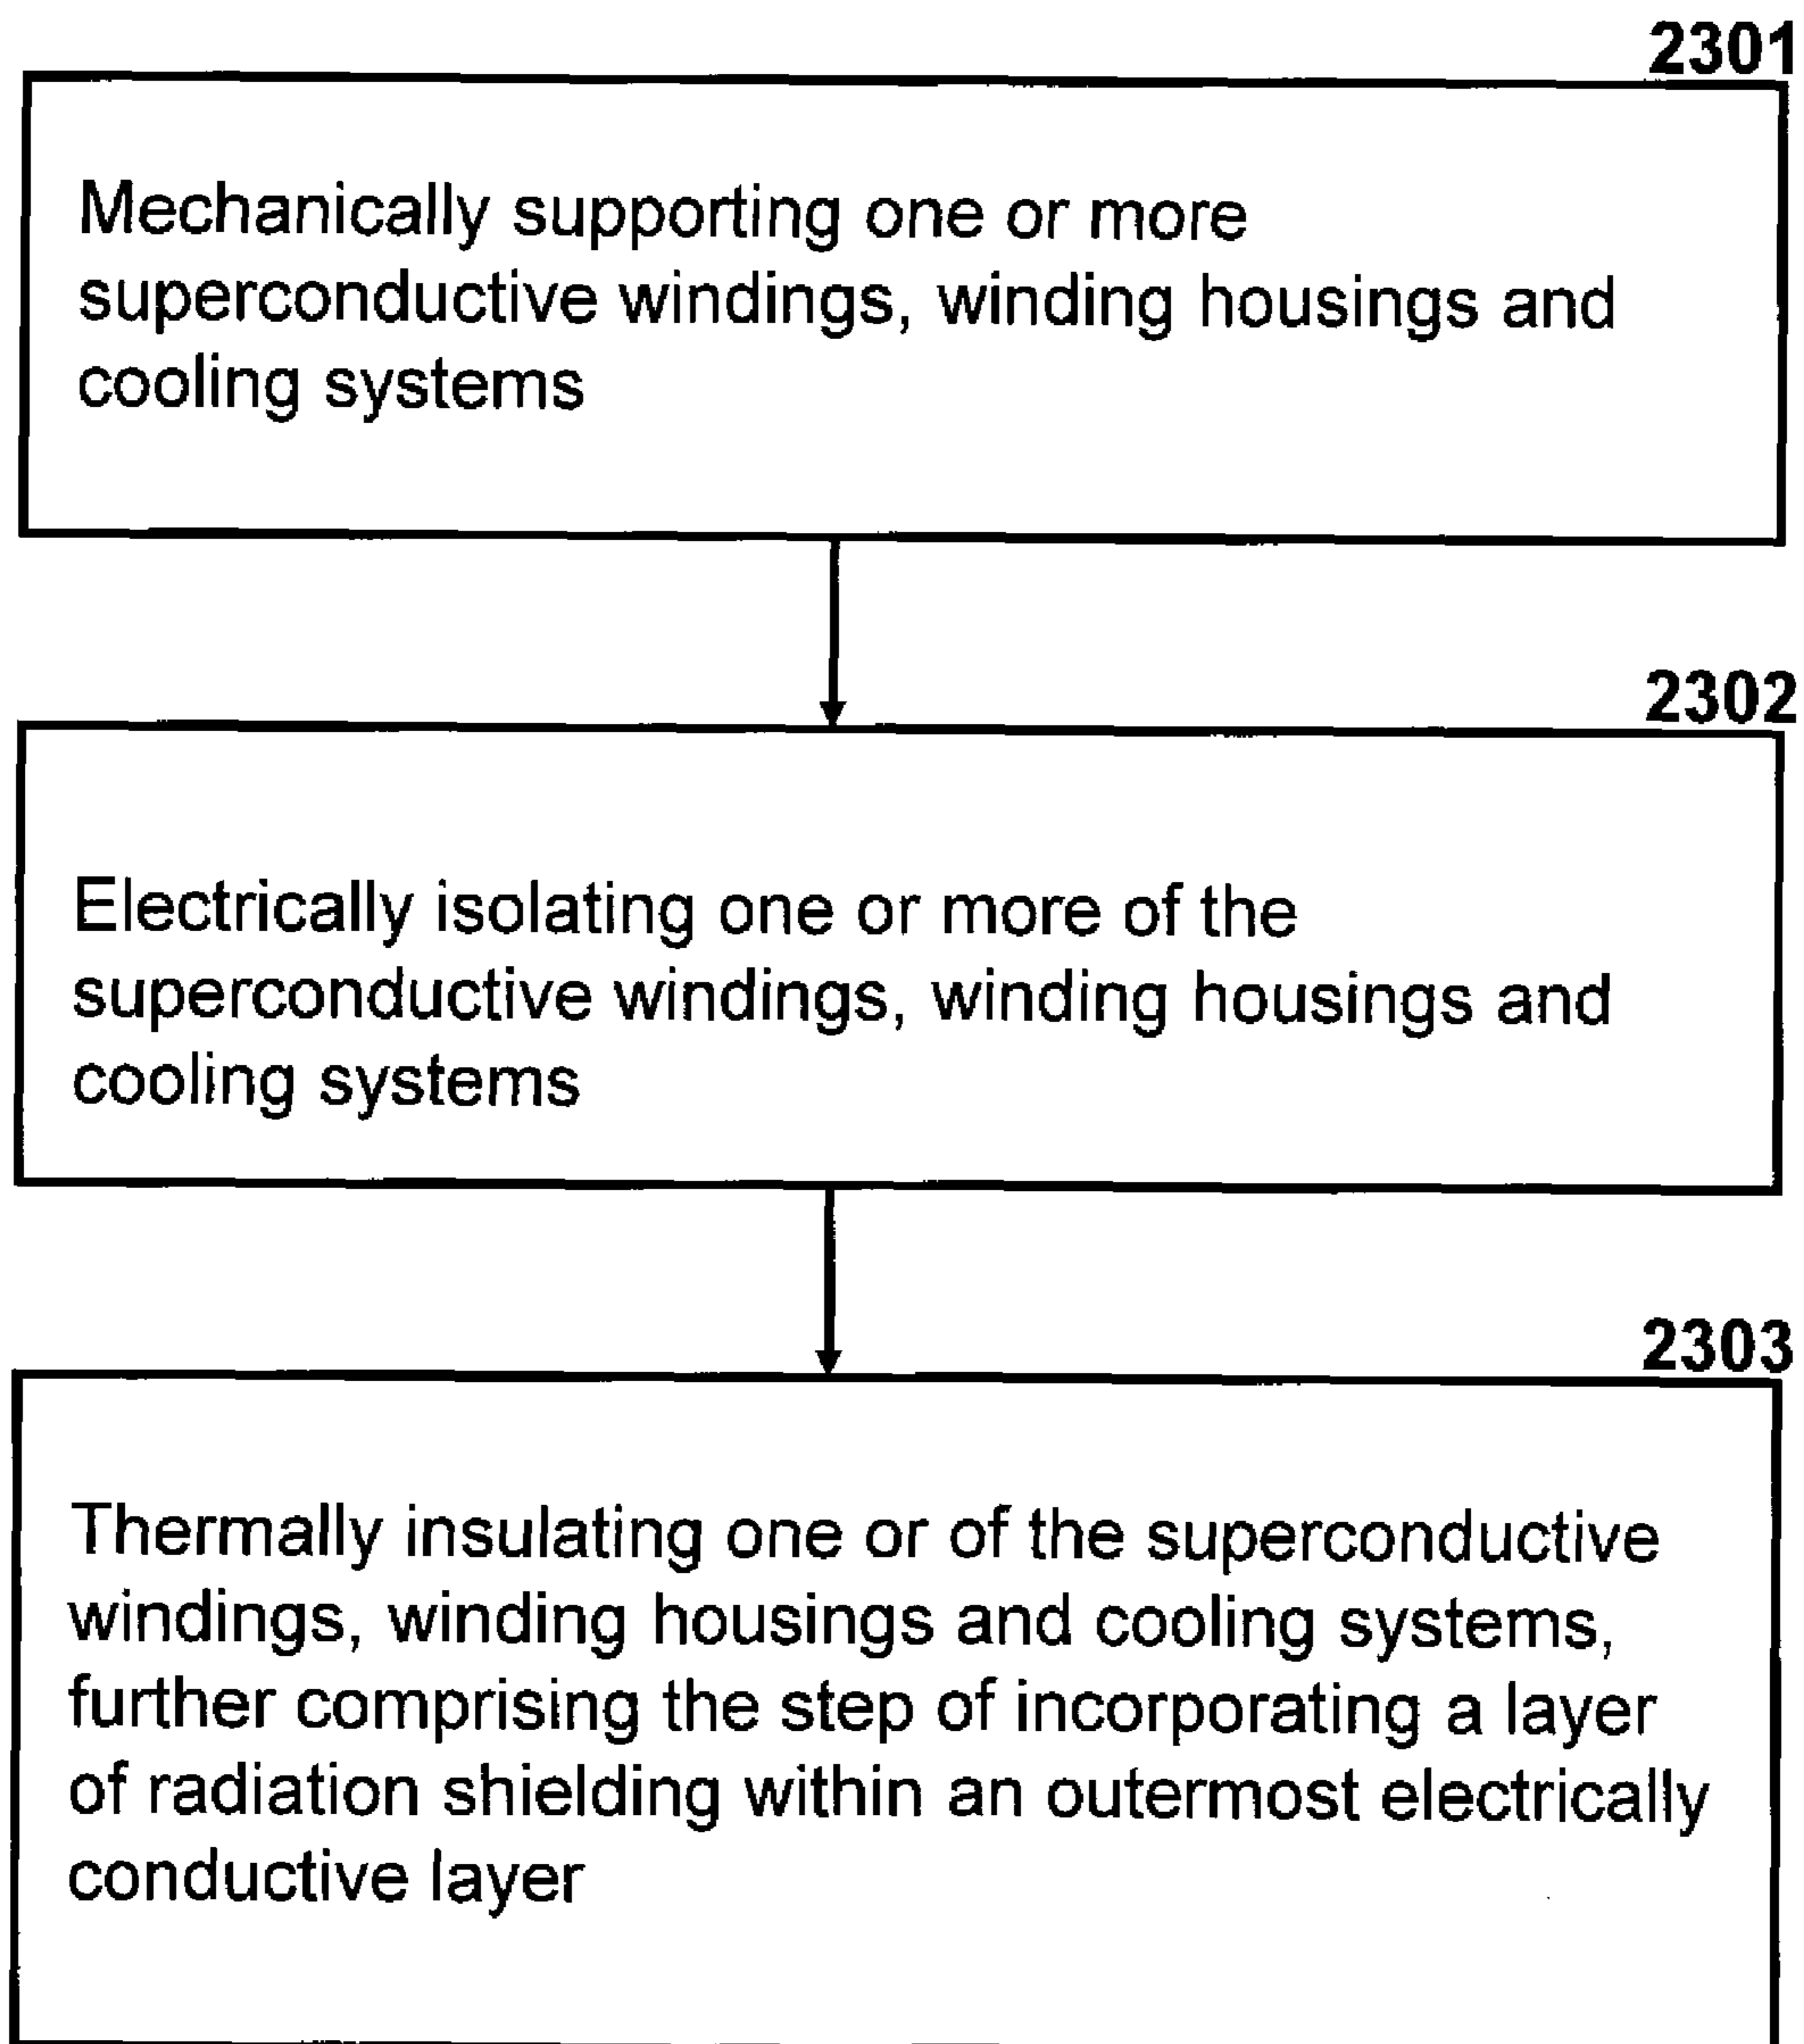 2301
Mechanically supporting one or more
superconductive windings, winding housings and
cooling systems
2302
Electrically isolating one or more of the
superconductive windings, winding housings and
cooling systems
2303
Thermally insulating one or of the superconductive
windings, winding housings and cooling systems,
further comprising the step of incorporating a layer
of radiation shielding within an outermost electrically
conductive layer